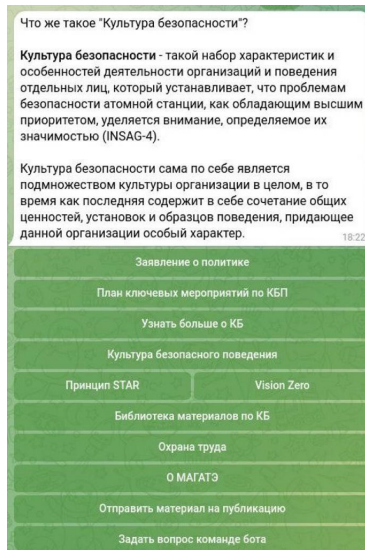 Что же такое "Культура безопасности"?
Культура безопасности - такой набор характеристик и
особенностей деятельности организаций и поведения
отдельных лиц, который устанавливает, что проблемам
безопасности атомной станции, как обладающим высшим
приоритетом, уделяется внимание, определяемое их
значимостью (INSAG-4).
Культура безопасности сама по себе является
подмножеством культуры организации в целом, в то
время как последняя содержит в себе сочетание общих
ценностей, установок и образцов поведения, придающее
данной организации особый характер.
18:22
Заявление о политике
План ключевых мероприятий по КБП
Узнать больше о КБ
Культура безопасного поведения
Принцип STAR
Vision Zero
Библиотека материалов по КБ
Охрана труда
О МАГАТЭ
Отправить материал на публикацию
Задать вопрос команде бота